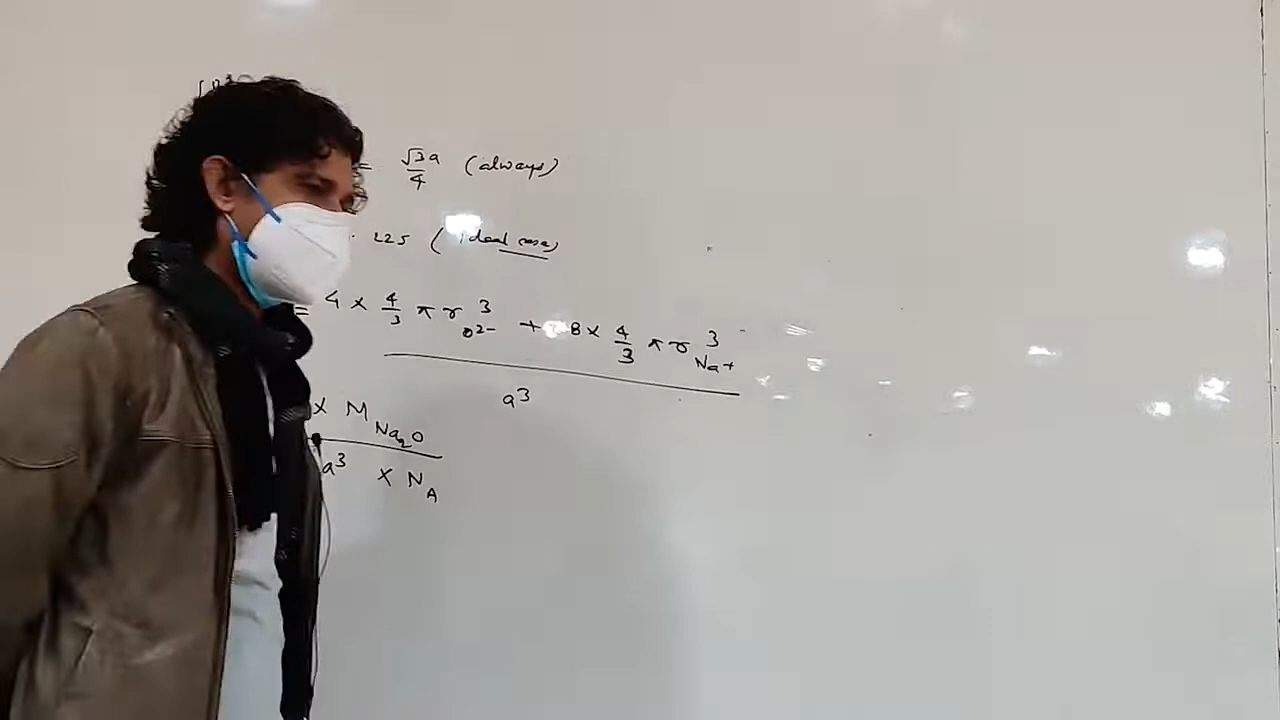 = √3a/4 (always)
.225 (ideal case)
= 4 × 4/3 π r³ O2- + 8 × 4/3 π r³ Na+
a³
× M Na₂O
a³ × N_A